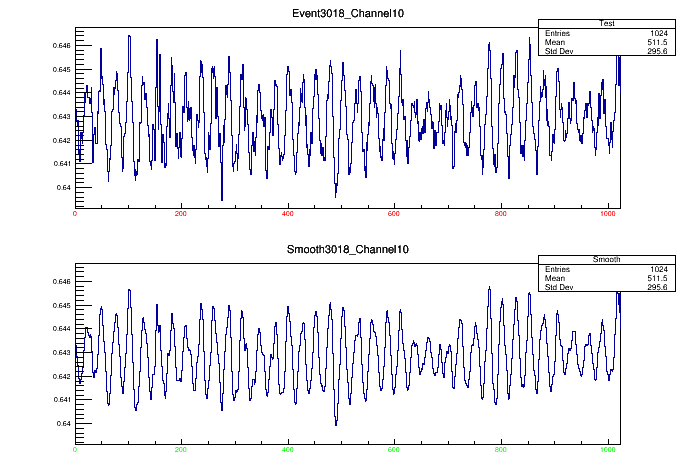 Event3018_Channel10
Test
Entries 1024
Mean 511.5
Std Dev 295.6
0.646
0.645
0.644
0.643
0.642
0.641
0.64
0 200 400 600 800 1000
Smooth3018_Channel10
Smooth
Entries 1024
Mean 511.5
Std Dev 295.6
0.646
0.645
0.644
0.643
0.642
0.641
0.64
0 200 400 600 800 1000